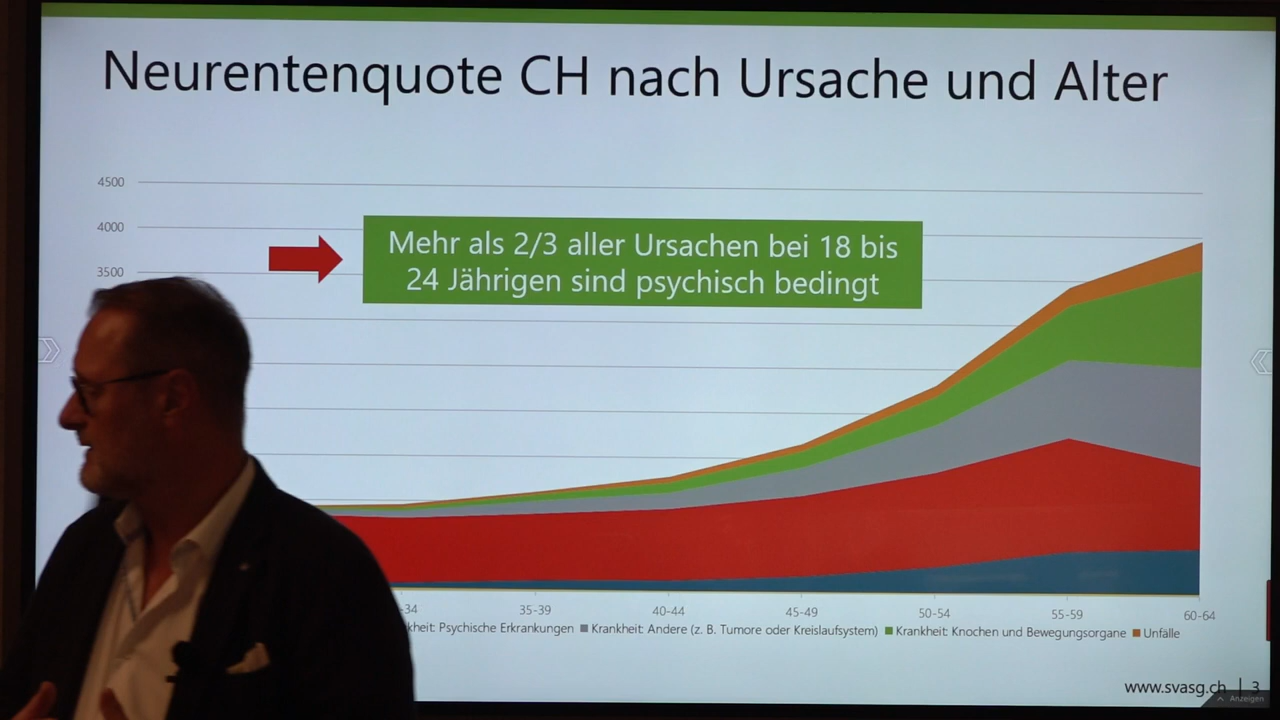 Neurentenquote CH nach Ursache und Alter
4500
4000
3500
Mehr als 2/3 aller Ursachen bei 18 bis
24 Jährigen sind psychisch bedingt
-34 35-39 40-44 45-49 50-54 55-59 60-64
kheit: Psychische Erkrankungen Krankheit: Andere (z. B. Tumore oder Kreislaufsystem) Krankheit: Knochen und Bewegungsorgane Unfälle
www.svasg.ch | 3
Anzeigen